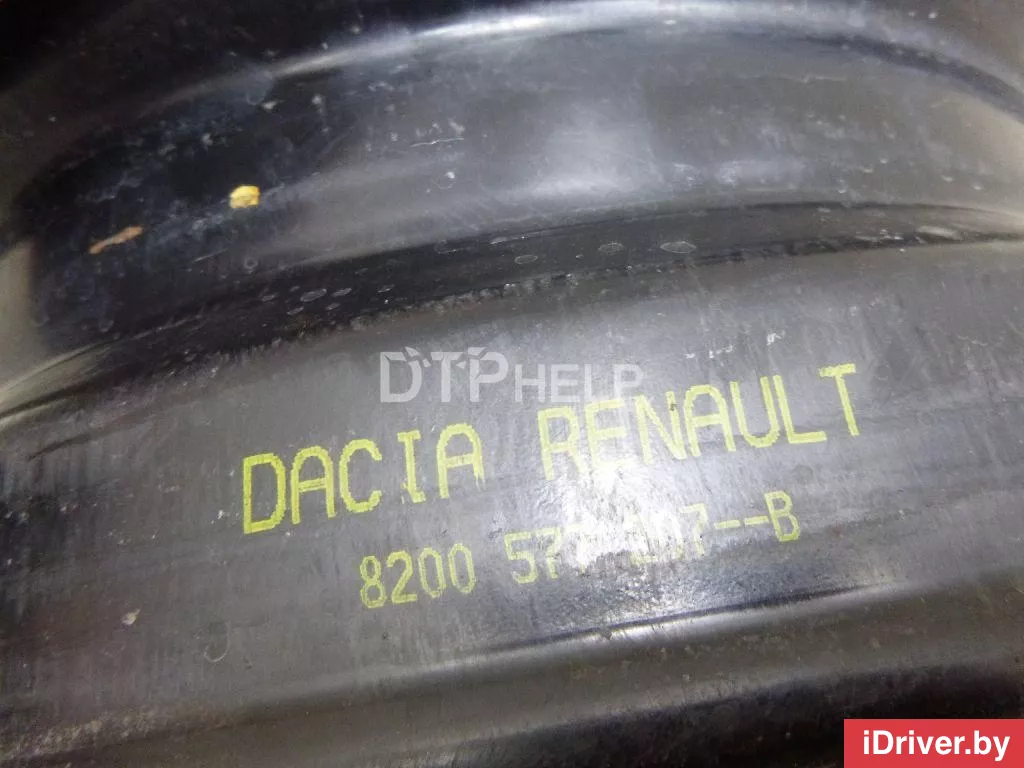 DTPHELP
DACIA RENAULT
8200 --B
iDriver.by